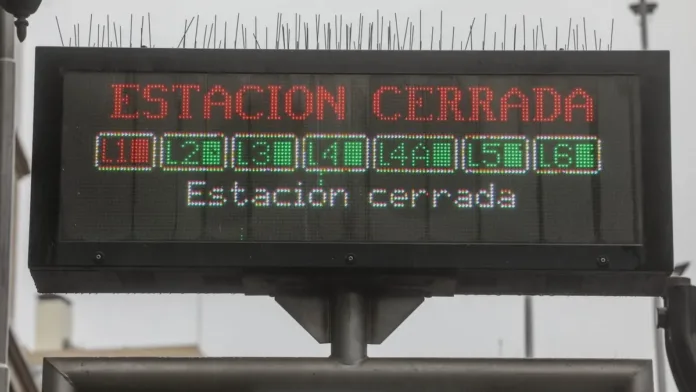 ESTACION CERRADA
L1 L2 L3 L4 L4A L5 L6
Estación cerrada